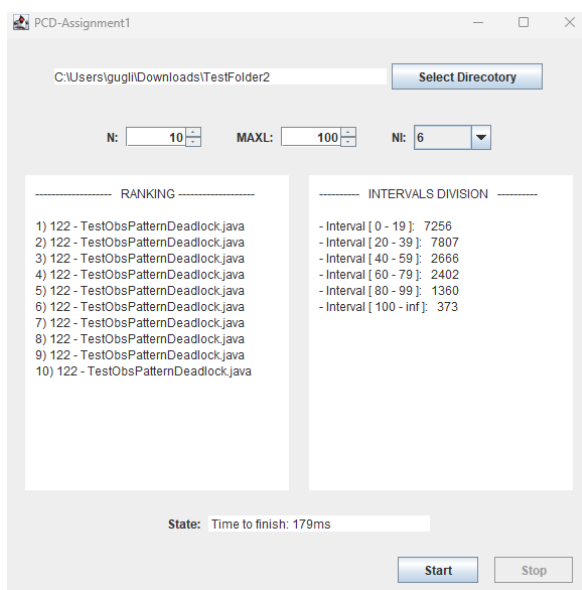 PCD-Assignment1
C:\Users\gugli\Downloads\TestFolder2 Select Direcotory
N: 10 MAXL: 100 NI: 6
------------------- RANKING -------------------
1) 122 - TestObsPatternDeadlock.java
2) 122 - TestObsPatternDeadlock.java
3) 122 - TestObsPatternDeadlock.java
4) 122 - TestObsPatternDeadlock.java
5) 122 - TestObsPatternDeadlock.java
6) 122 - TestObsPatternDeadlock.java
7) 122 - TestObsPatternDeadlock.java
8) 122 - TestObsPatternDeadlock.java
9) 122 - TestObsPatternDeadlock.java
10) 122 - TestObsPatternDeadlock.java
---------- INTERVALS DIVISION ----------
- Interval [ 0 - 19 ]: 7256
- Interval [ 20 - 39 ]: 7807
- Interval [ 40 - 59 ]: 2666
- Interval [ 60 - 79 ]: 2402
- Interval [ 80 - 99 ]: 1360
- Interval [ 100 - inf ]: 373
State: Time to finish: 179ms
Start Stop